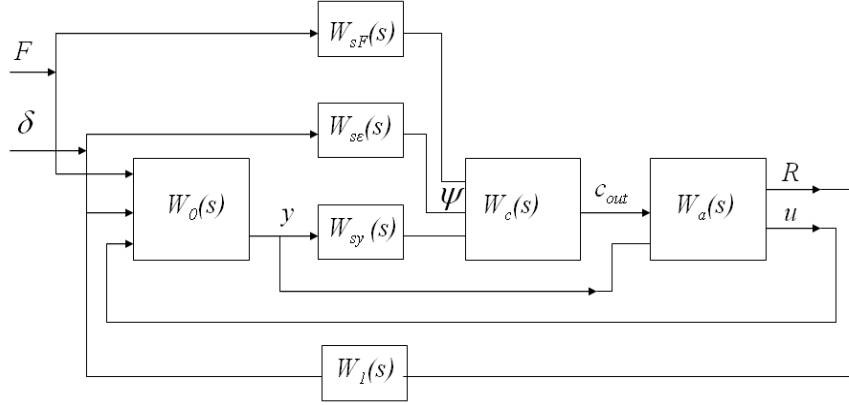 W_sF(s)
F
δ
W_sε(s)
W_0(s)
y
W_sy (s)
ψ
W_c(s)
c_out
W_a(s)
R
u
W_1(s)